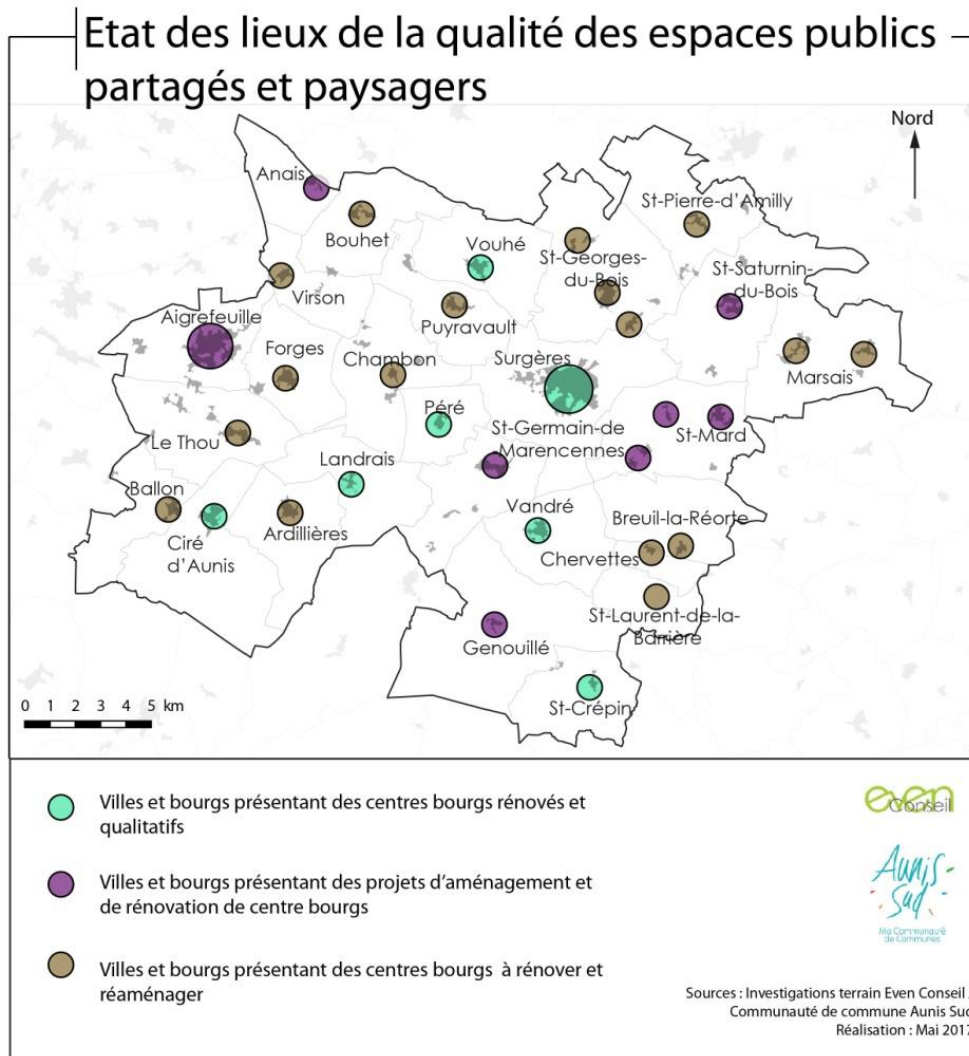 Etat des lieux de la qualité des espaces publics
partagés et paysagers
Nord
Anais
St-Pierre-d'Amilly
Bouhet
Vouhé
St-Georges-
du-Bois
St-Saturnin-
du-Bois
Virson
Aigrefeuille
Puyravault
Forges
Chambon
Surgères
Marsais
Péré
St-Germain-de
Marencennes
St-Mard
Le Thou
Landrais
Ballon
Vandré
Breuil-la-Réorte
Ciré
d'Aunis
Ardillières
Chervettes
St-Laurent-de-la-
Barrière
Genouillé
St-Crépin
0 1 2 3 4 5 km
Villes et bourgs présentant des centres bourgs rénovés et
qualitatifs
Villes et bourgs présentant des projets d'aménagement et
de rénovation de centre bourgs
Villes et bourgs présentant des centres bourgs à rénover et
réaménager
even
Conseil
Aunis
Sud
Ma Communauté
de Communes
Sources : Investigations terrain Even Conseil ,
Communauté de commune Aunis Sud
Réalisation : Mai 2017